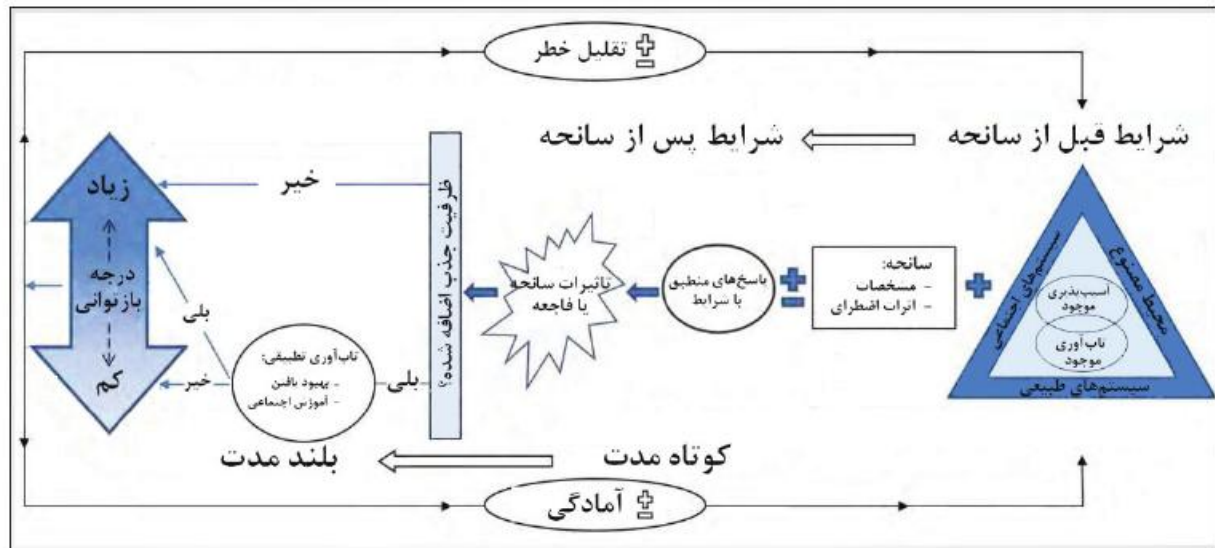 تقلیل خطر
شرایط قبل از سانحه
شرایط پس از سانحه
سیستم‌های اجتماعی
محیط مصنوع
سیستم‌های طبیعی
آسیب‌پذیری
موجود
تاب‌آوری
موجود
سانحه:
- مشخصات
- اثرات اضطرای
پاسخ‌های منطبق
با شرایط
تاثیرات سانحه
یا فاجعه
ظرفیت جذب اضافه شده؟
خیر
بلی
تاب‌آوری تطبیقی:
- بهبود یافتن
- آموزش اجتماعی
بلی
خیر
زیاد
درجه
بازتوانی
کم
کوتاه مدت
بلند مدت
آمادگی